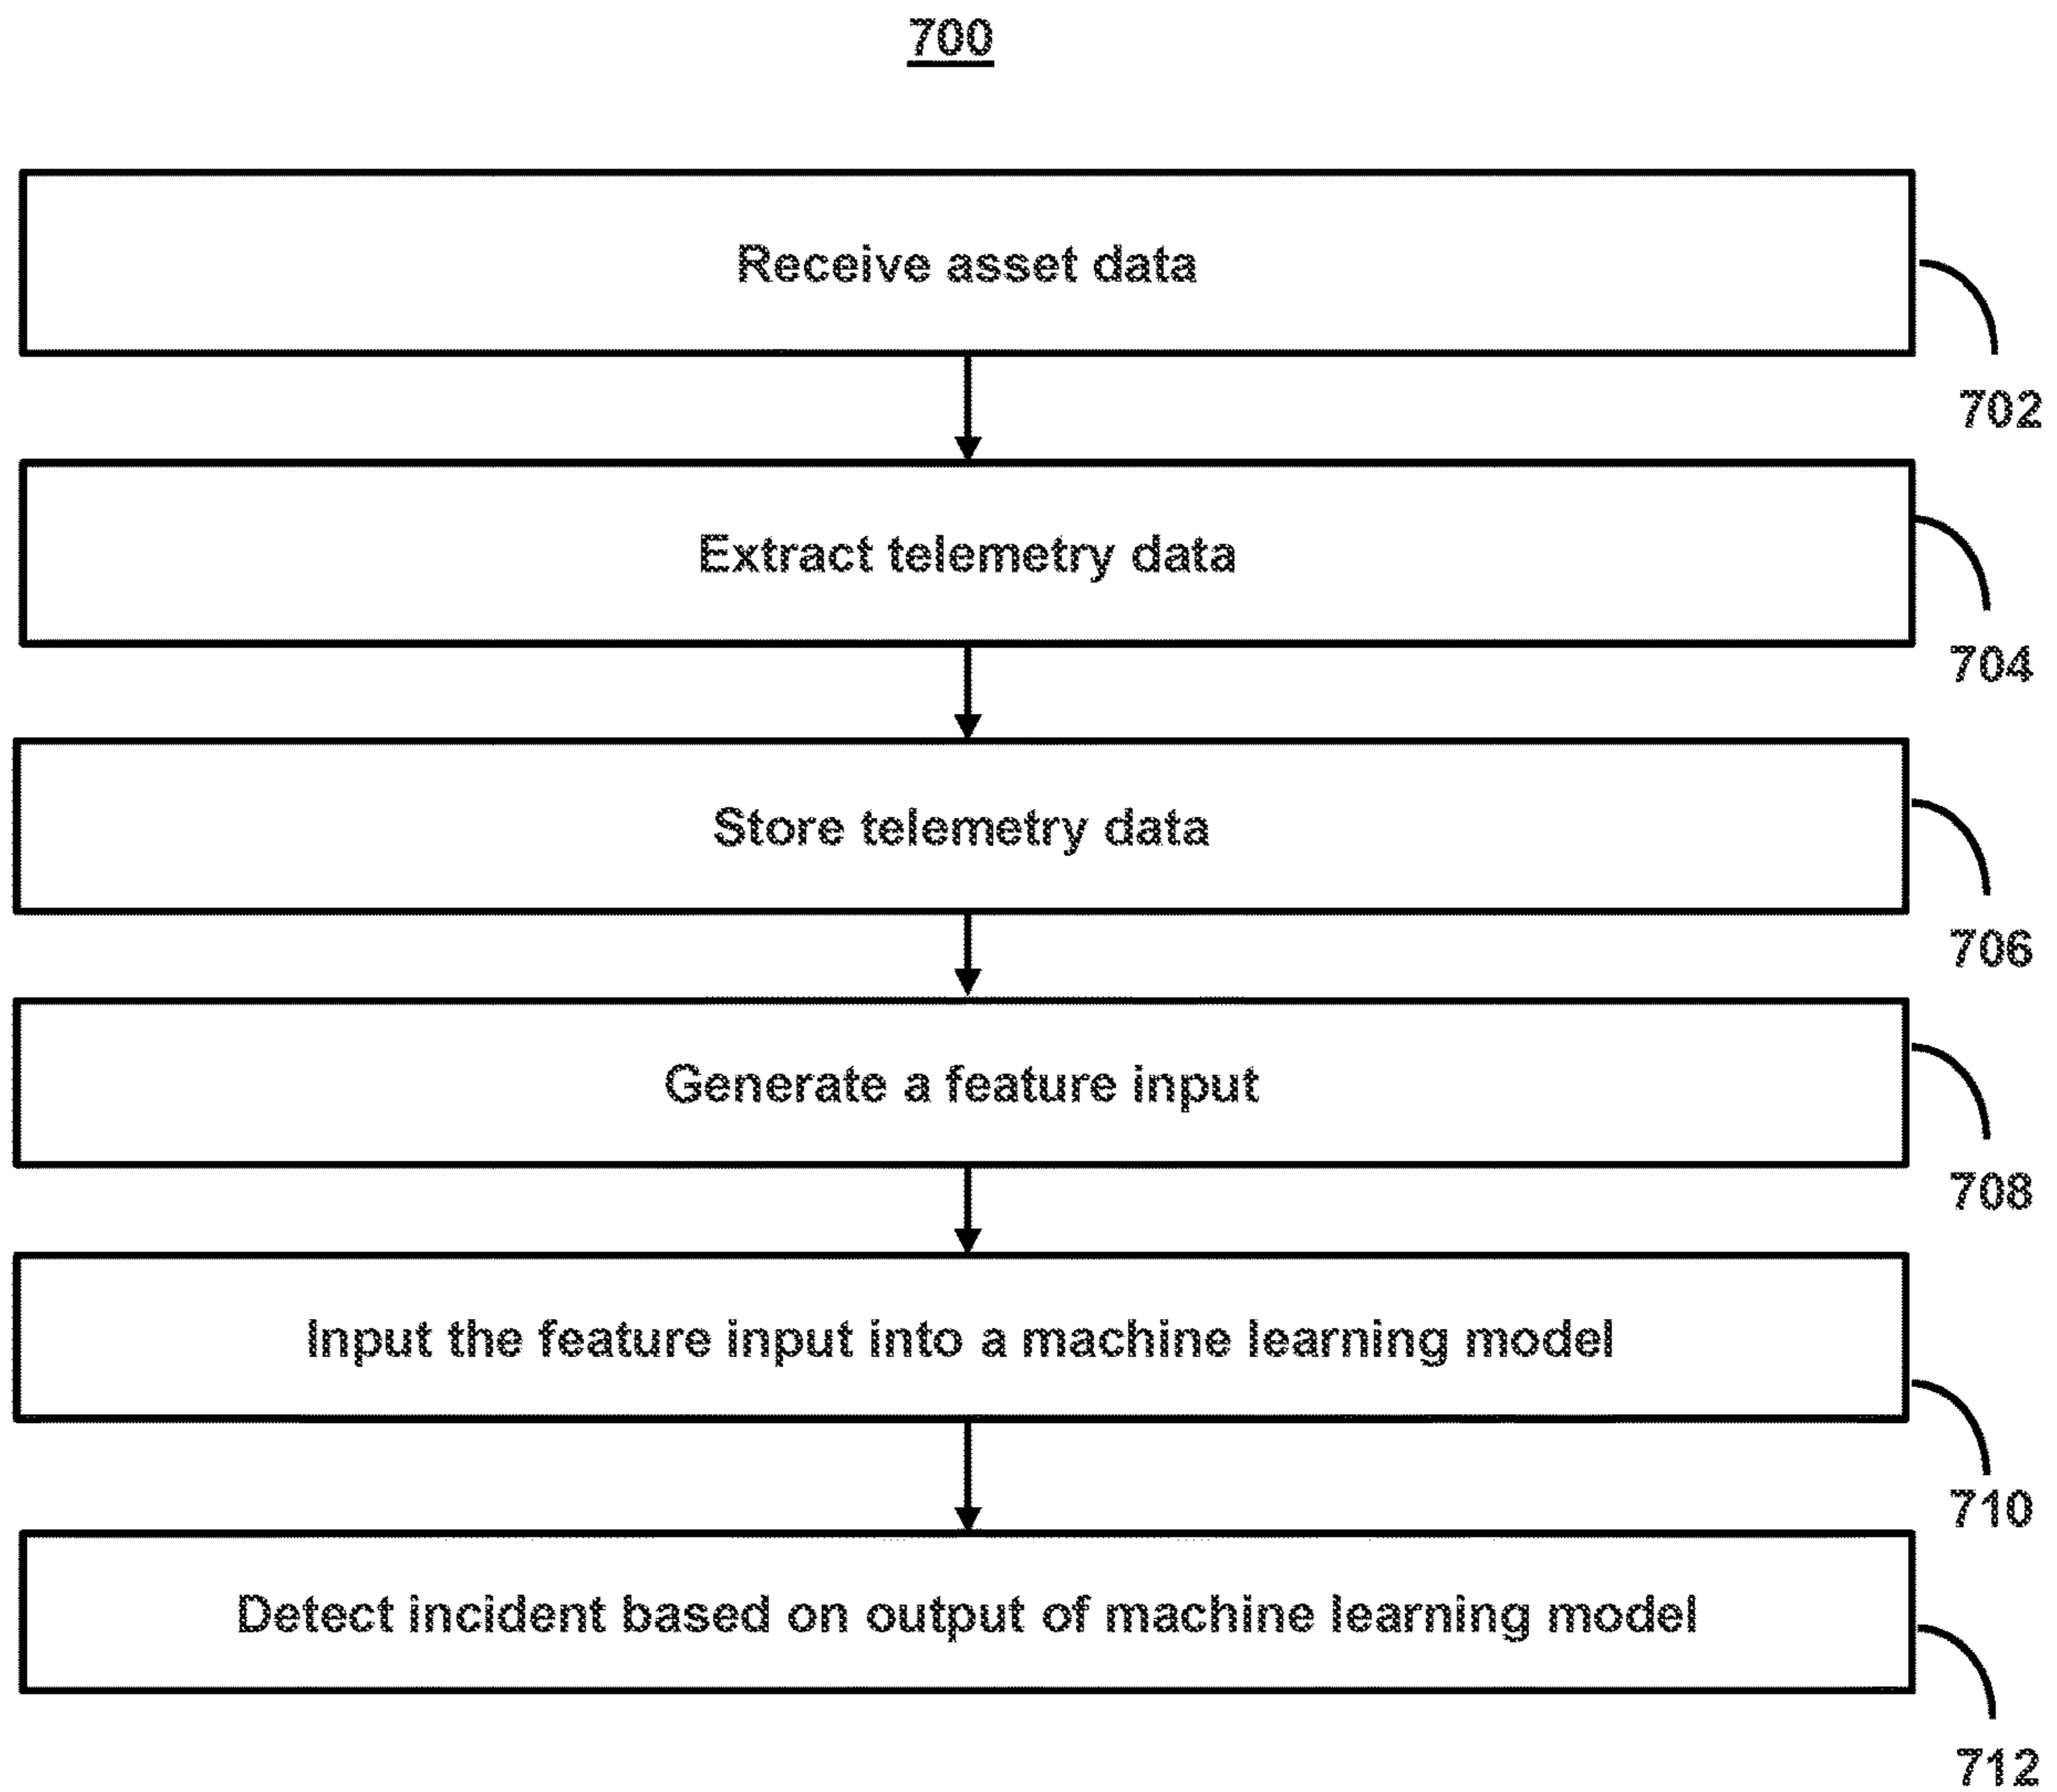 700
Receive asset data
702
Extract telemetry data
704
Store telemetry data
706
Generate a feature input
708
Input the feature input into a machine learning model
710
Detect incident based on output of machine learning model
712